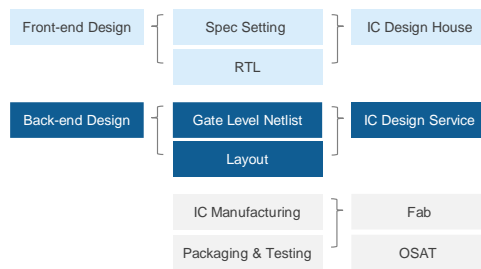 Front-end Design
Spec Setting
IC Design House
RTL
Back-end Design
Gate Level Netlist
IC Design Service
Layout
IC Manufacturing
Fab
Packaging & Testing
OSAT